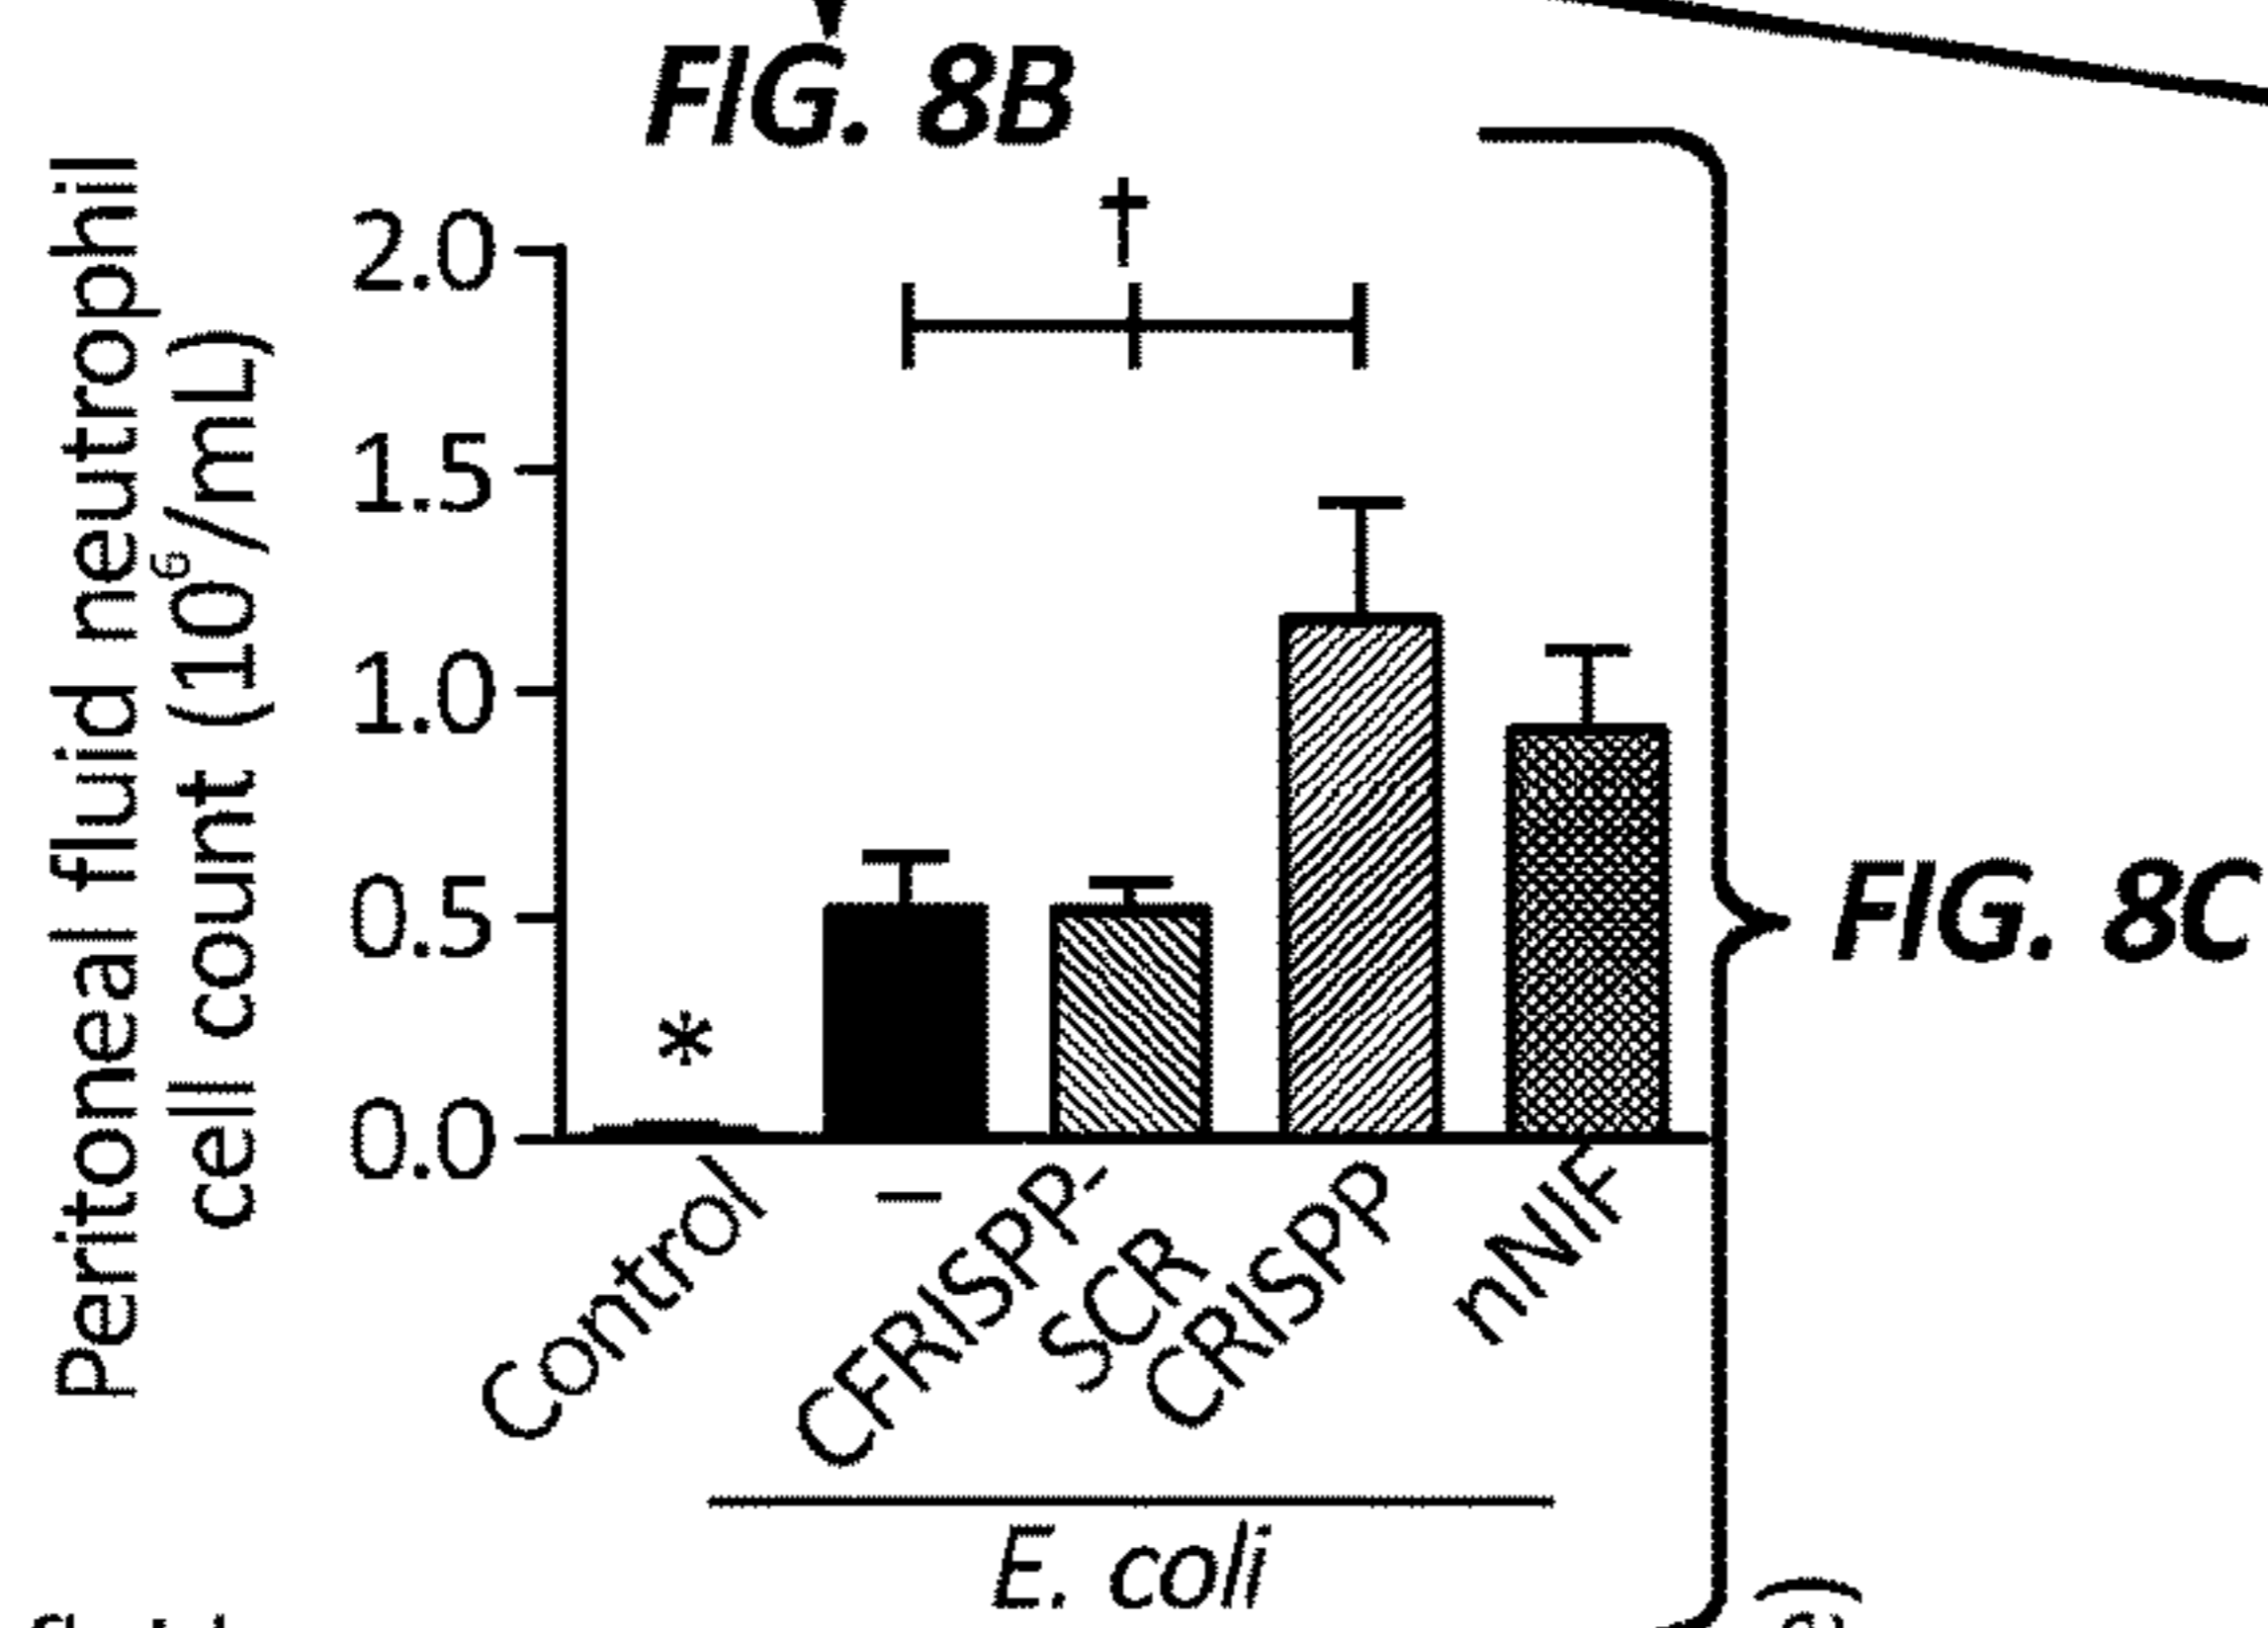 FIG. 8B
Peritoneal fluid neutrophil
cell count (10⁶/mL)
2.0
1.5
1.0
0.5
0.0
†
*
Control
–
CFRISPP-
SCR
CRISPP
nNIF
E. coli
FIG. 8C